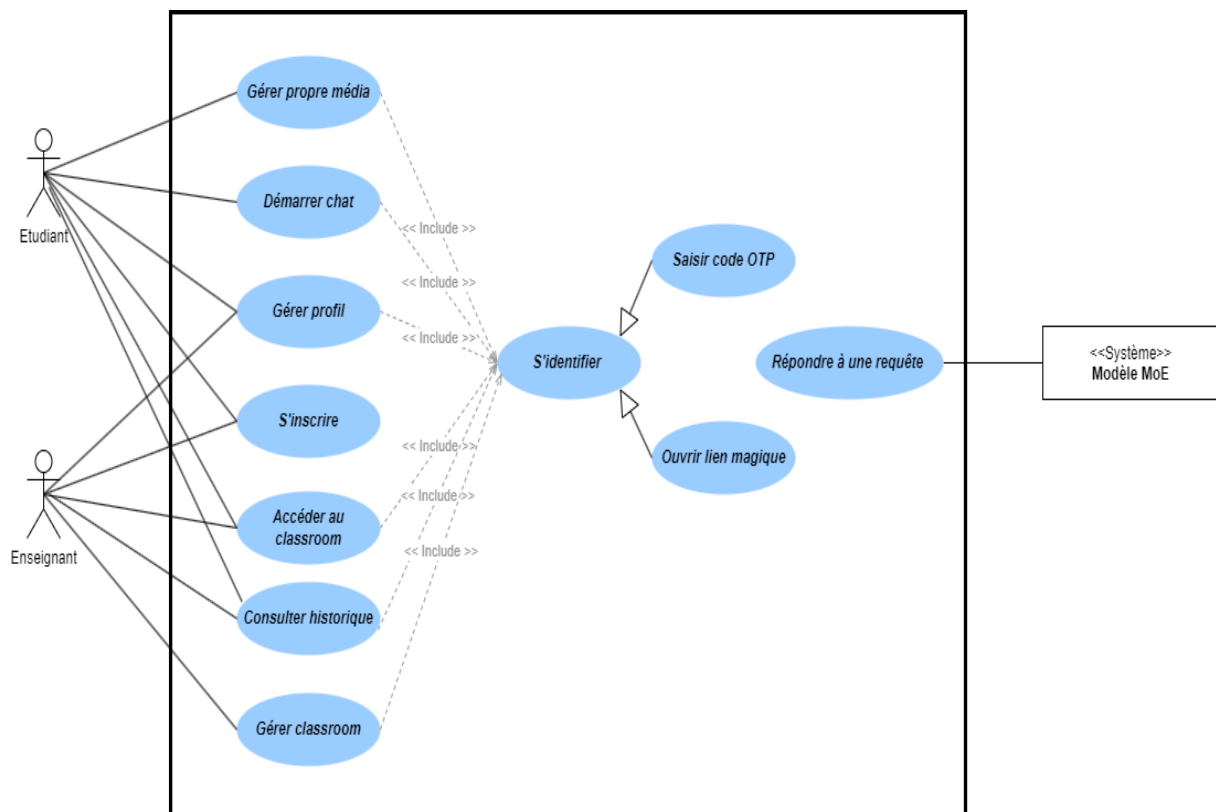 Gérer propre média
Démarrer chat
Etudiant
<< Include >>
Saisir code OTP
<< Include >>
Gérer profil
<< Include >>
S'identifier
Répondre à une requête
<<Système>>
Modèle MoE
S'inscrire
<< Include >>
Ouvrir lien magique
<< Include >>
Accéder au
classroom
Enseignant
<< Include >>
Consulter historique
Gérer classroom